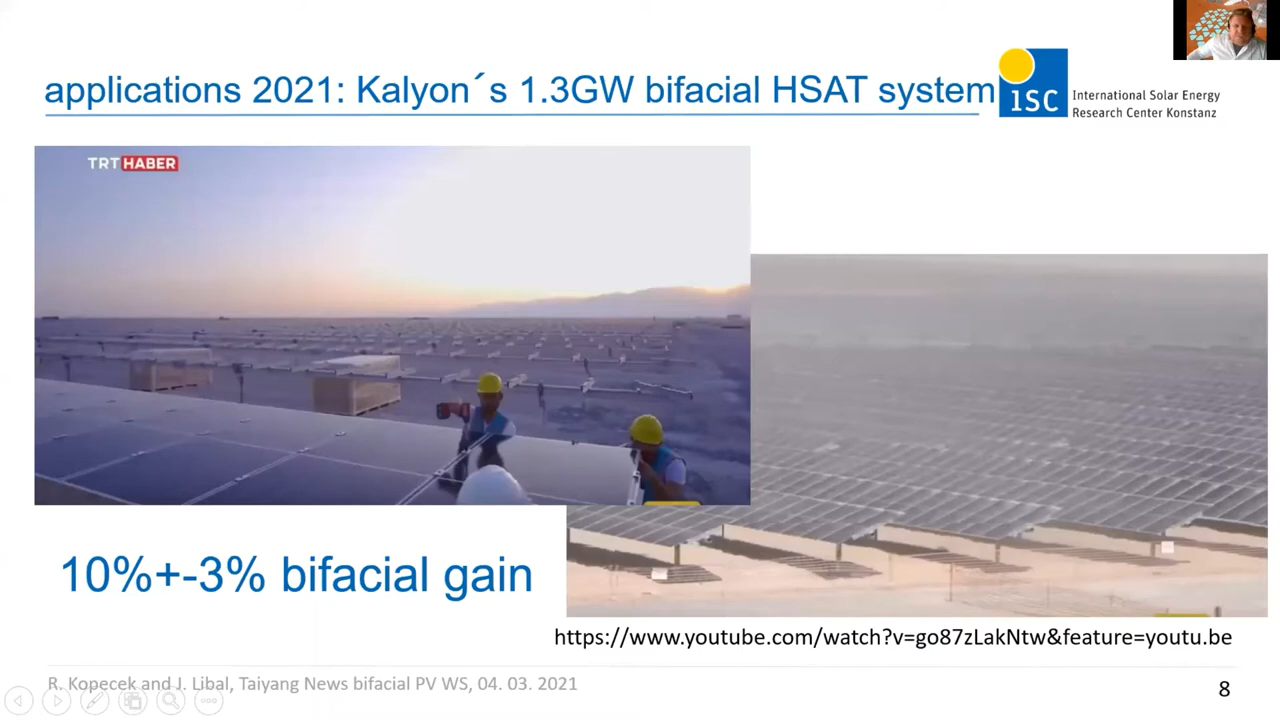 applications 2021: Kalyon´s 1.3GW bifacial HSAT system
ISC
International Solar Energy
Research Center Konstanz
TRT HABER
10%+-3% bifacial gain
https://www.youtube.com/watch?v=go87zLakNtw&feature=youtu.be
R. Kopecek and J. Libal, Taiyang News bifacial PV WS, 04. 03. 2021
8